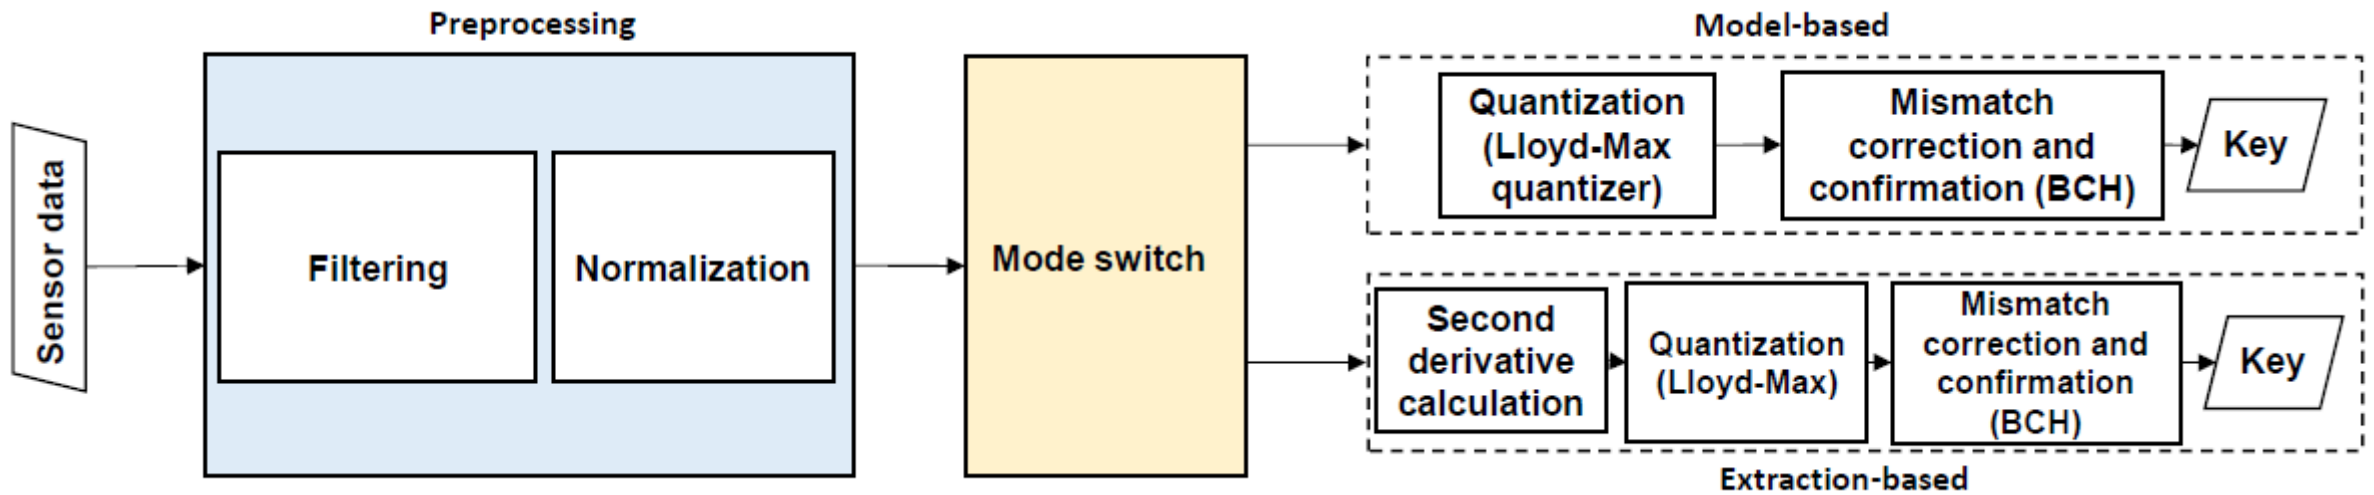 Preprocessing
Sensor data
Filtering
Normalization
Mode switch
Model-based
Quantization
(Lloyd-Max
quantizer)
Mismatch
correction and
confirmation (BCH)
Key
Second
derivative
calculation
Quantization
(Lloyd-Max)
Mismatch
correction and
confirmation
(BCH)
Key
Extraction-based